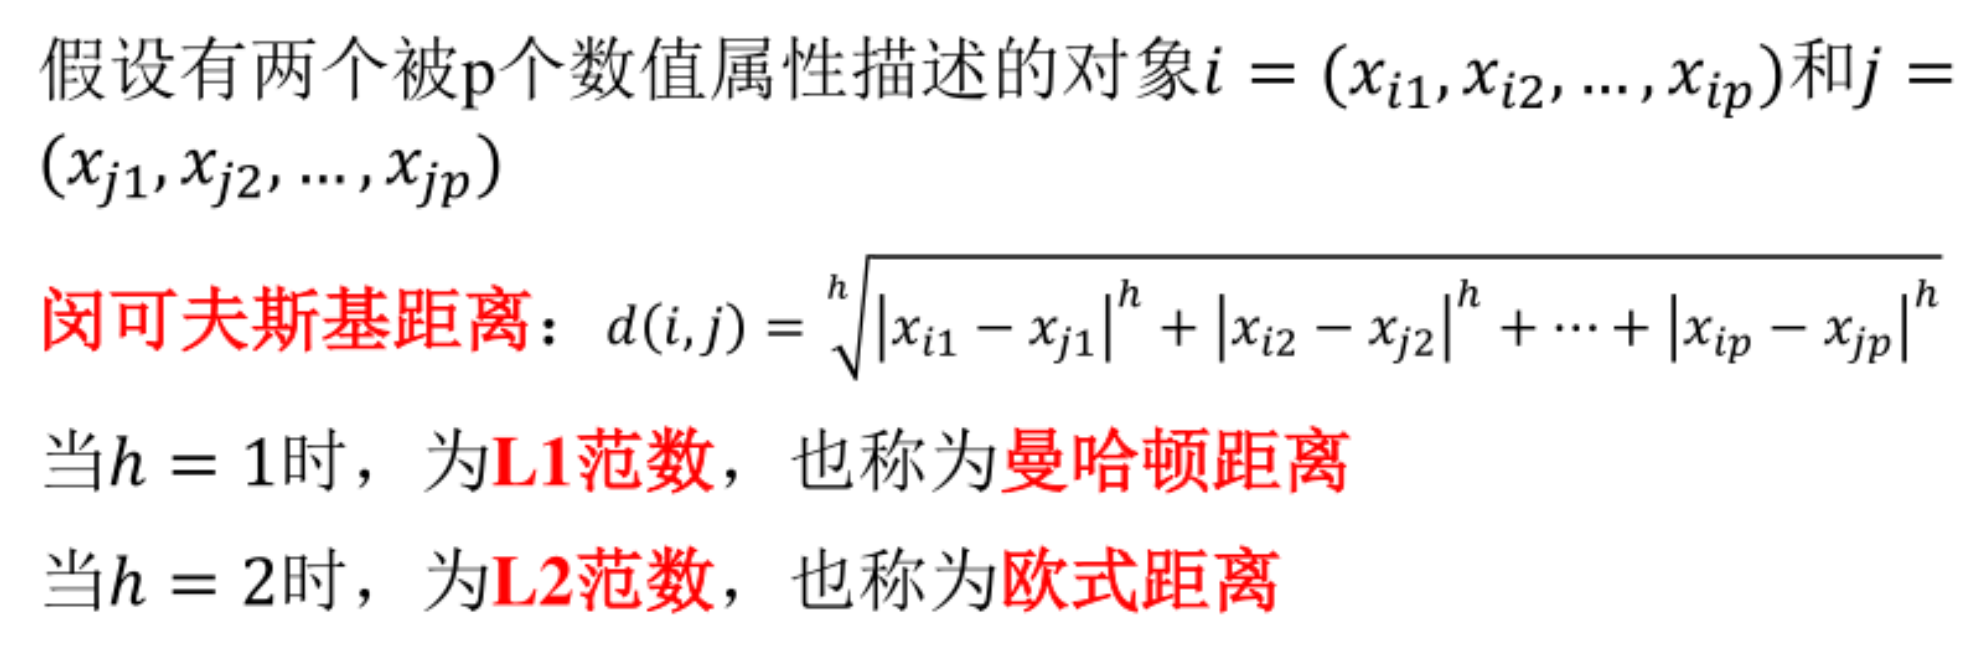 假设有两个被p个数值属性描述的对象i = (x_{i1}, x_{i2}, … , x_{ip})和j =
(x_{j1}, x_{j2}, … , x_{jp})
闵可夫斯基距离： d(i, j) = \sqrt[h]{|x_{i1} − x_{j1}|^h + |x_{i2} − x_{j2}|^h + ⋯ + |x_{ip} − x_{jp}|^h}
当h = 1时，为L1范数，也称为曼哈顿距离
当h = 2时，为L2范数，也称为欧式距离